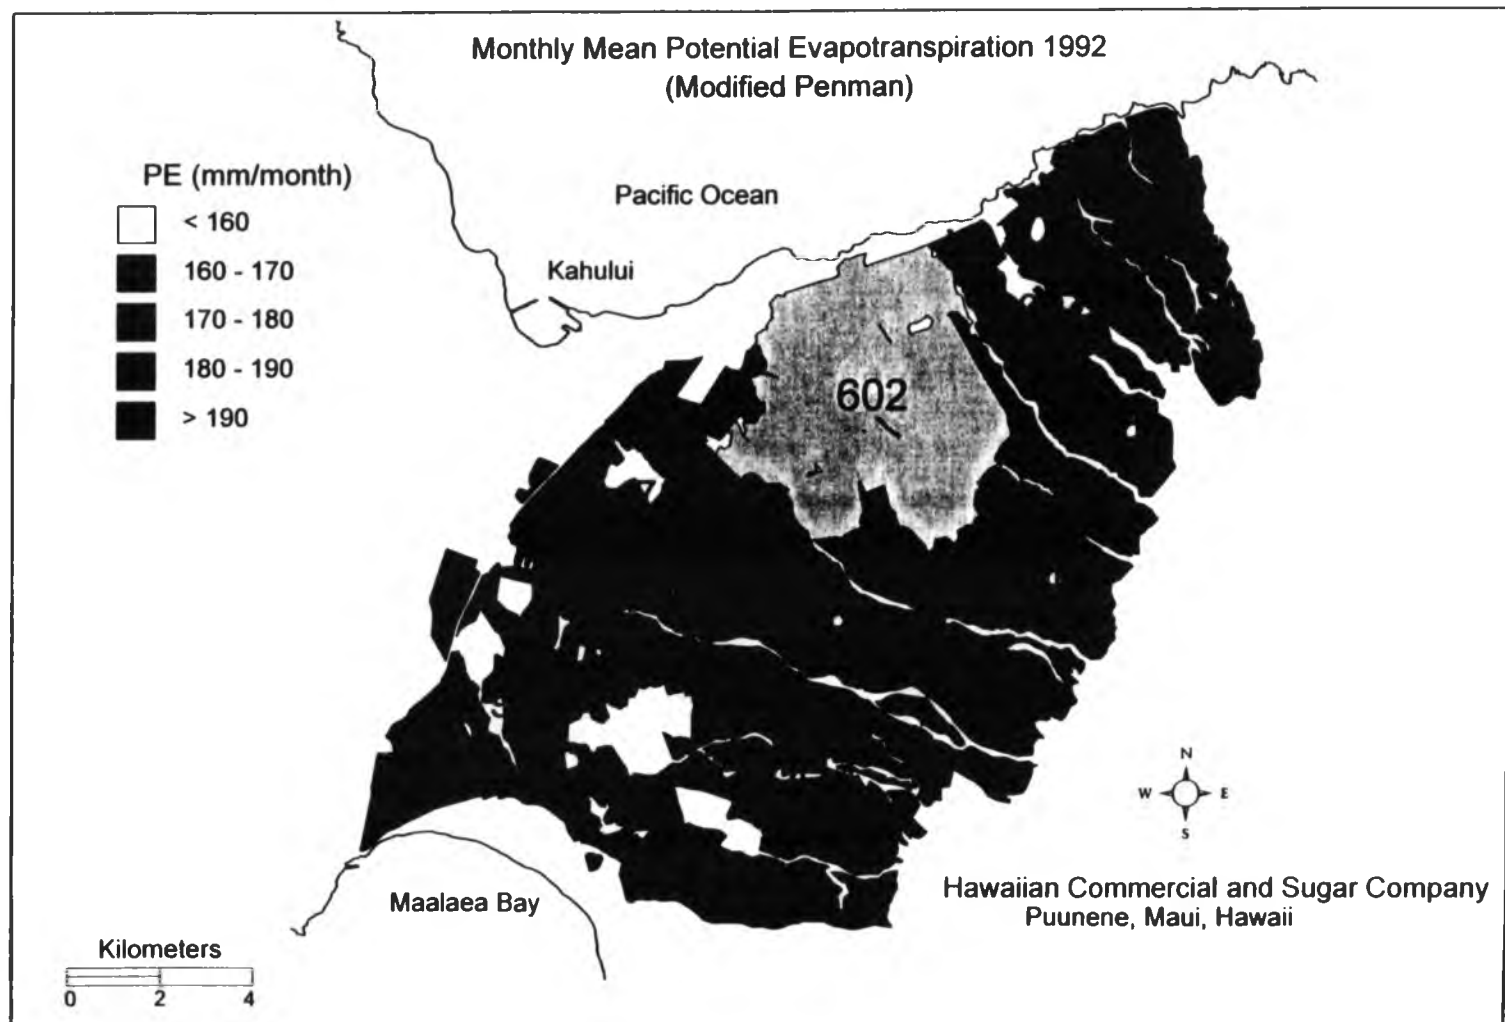 Monthly Mean Potential Evapotranspiration 1992
(Modified Penman)
PE (mm/month)
< 160
160 - 170
170 - 180
180 - 190
> 190
Pacific Ocean
Kahului
602
N
W E
S
Maalaea Bay
Hawaiian Commercial and Sugar Company
Puunene, Maui, Hawaii
Kilometers
0 2 4